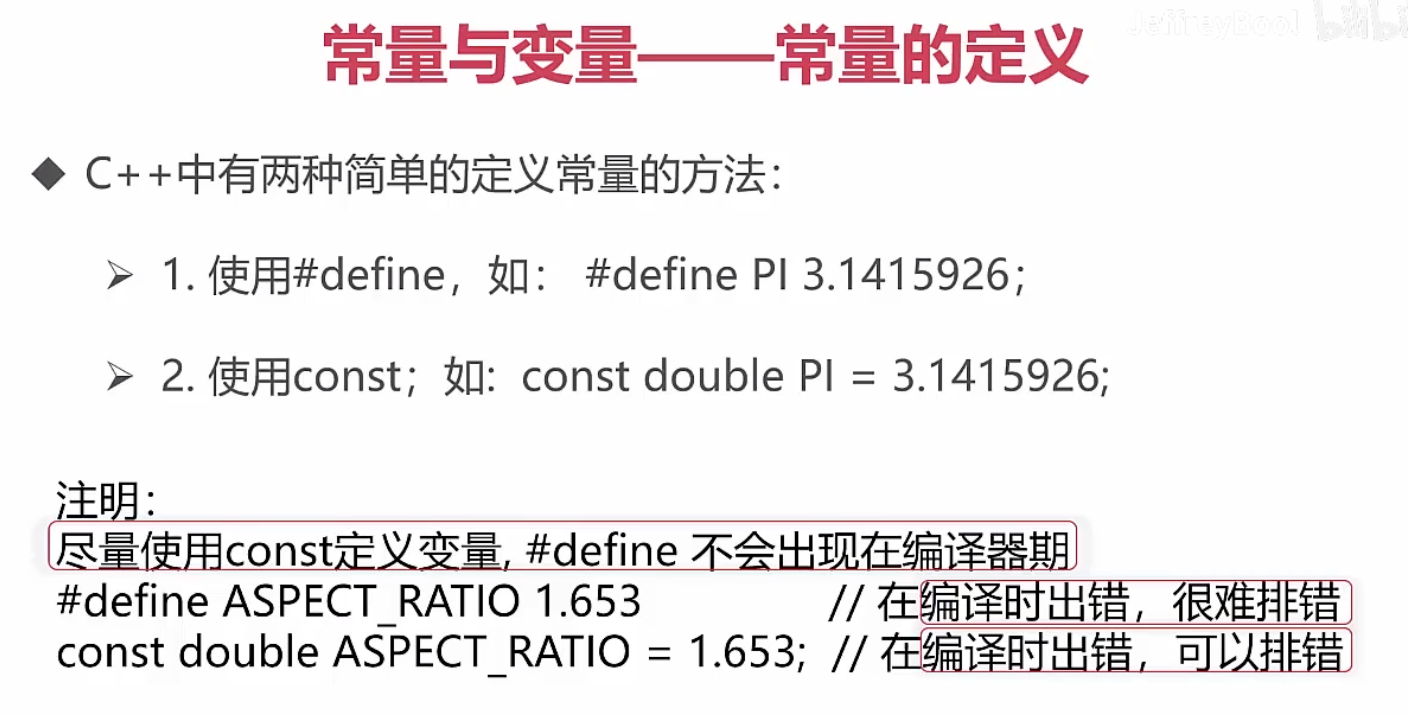 JeffreyBool bilibi
常量与变量——常量的定义
◆ C++中有两种简单的定义常量的方法：
➢ 1. 使用#define，如： #define PI 3.1415926；
➢ 2. 使用const；如: const double PI = 3.1415926;
注明：
尽量使用const定义变量, #define 不会出现在编译器期
#define ASPECT_RATIO 1.653 // 在编译时出错，很难排错
const double ASPECT_RATIO = 1.653; // 在编译时出错，可以排错